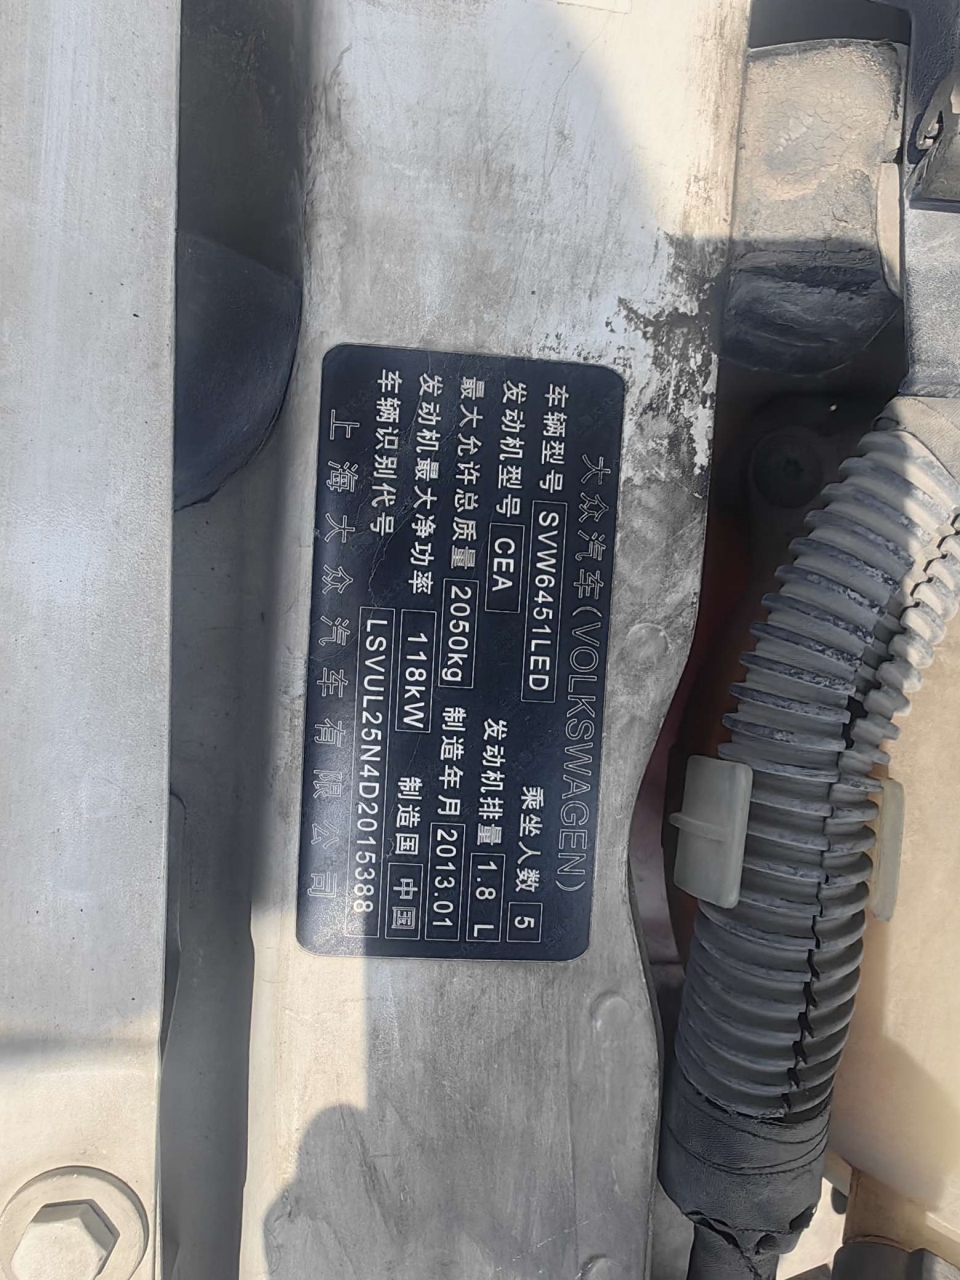 大众汽车(VOLKSWAGEN)
车辆型号 SVW6451LED 乘坐人数 5
发动机型号 CEA 发动机排量 1.8 L
最大允许总质量 2050kg 制造年月 2013.01
发动机最大净功率 118kW 制造国 中国
车辆识别代号 LSVUL25N4D2015388
上海大众汽车有限公司